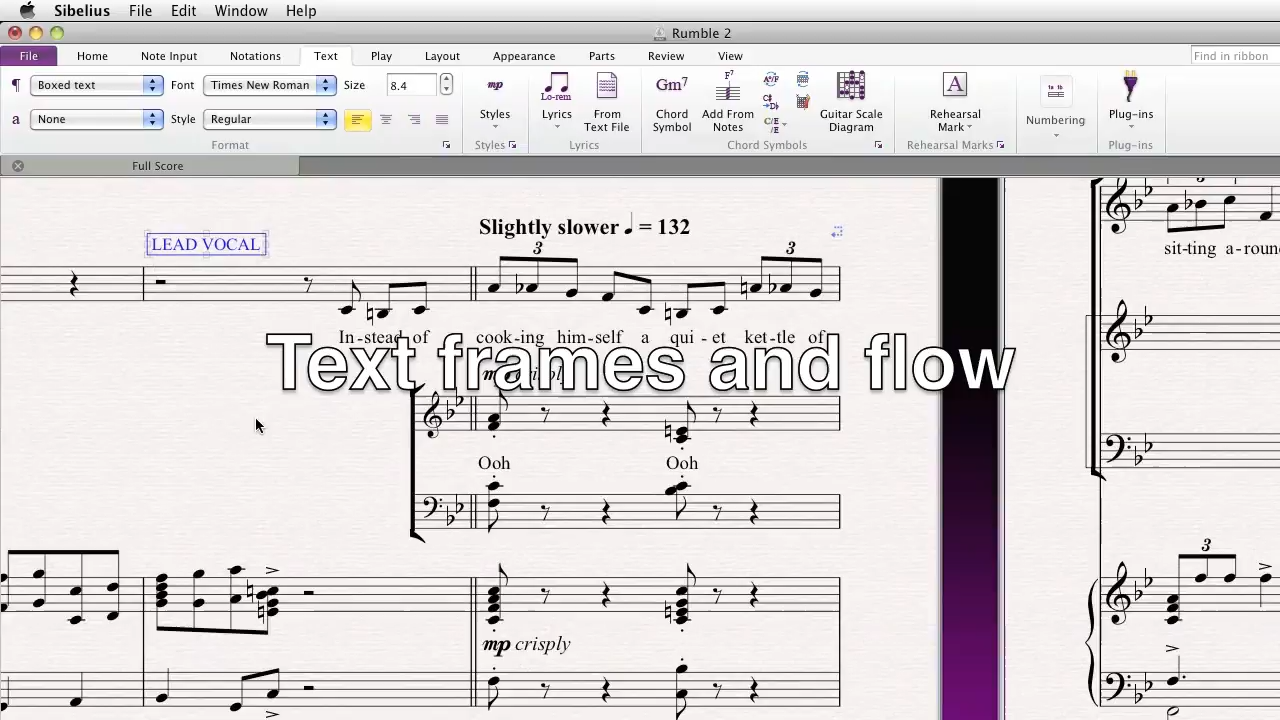 Sibelius File Edit Window Help
Rumble 2
File Home Note Input Notations Text Play Layout Appearance Parts Review View Find in ribbon
¶ Boxed text Font Times New Roman Size 8.4
a None Style Regular
mp
Styles
Lo-rem
Lyrics
From
Text File
Gm7
Chord
Symbol
F7
Add From
Notes
Guitar Scale
Diagram
A
Rehearsal
Mark
1a 1b
Numbering
Plug-ins
Format Styles Lyrics Chord Symbols Rehearsal Marks Plug-ins
Full Score
Slightly slower ♩ = 132
LEAD VOCAL
3 3
In-stead of cook-ing him-self a qui-et ket-tle of
sit-ting a-roun
Text frames and flow
Ooh Ooh
3
mp crisply